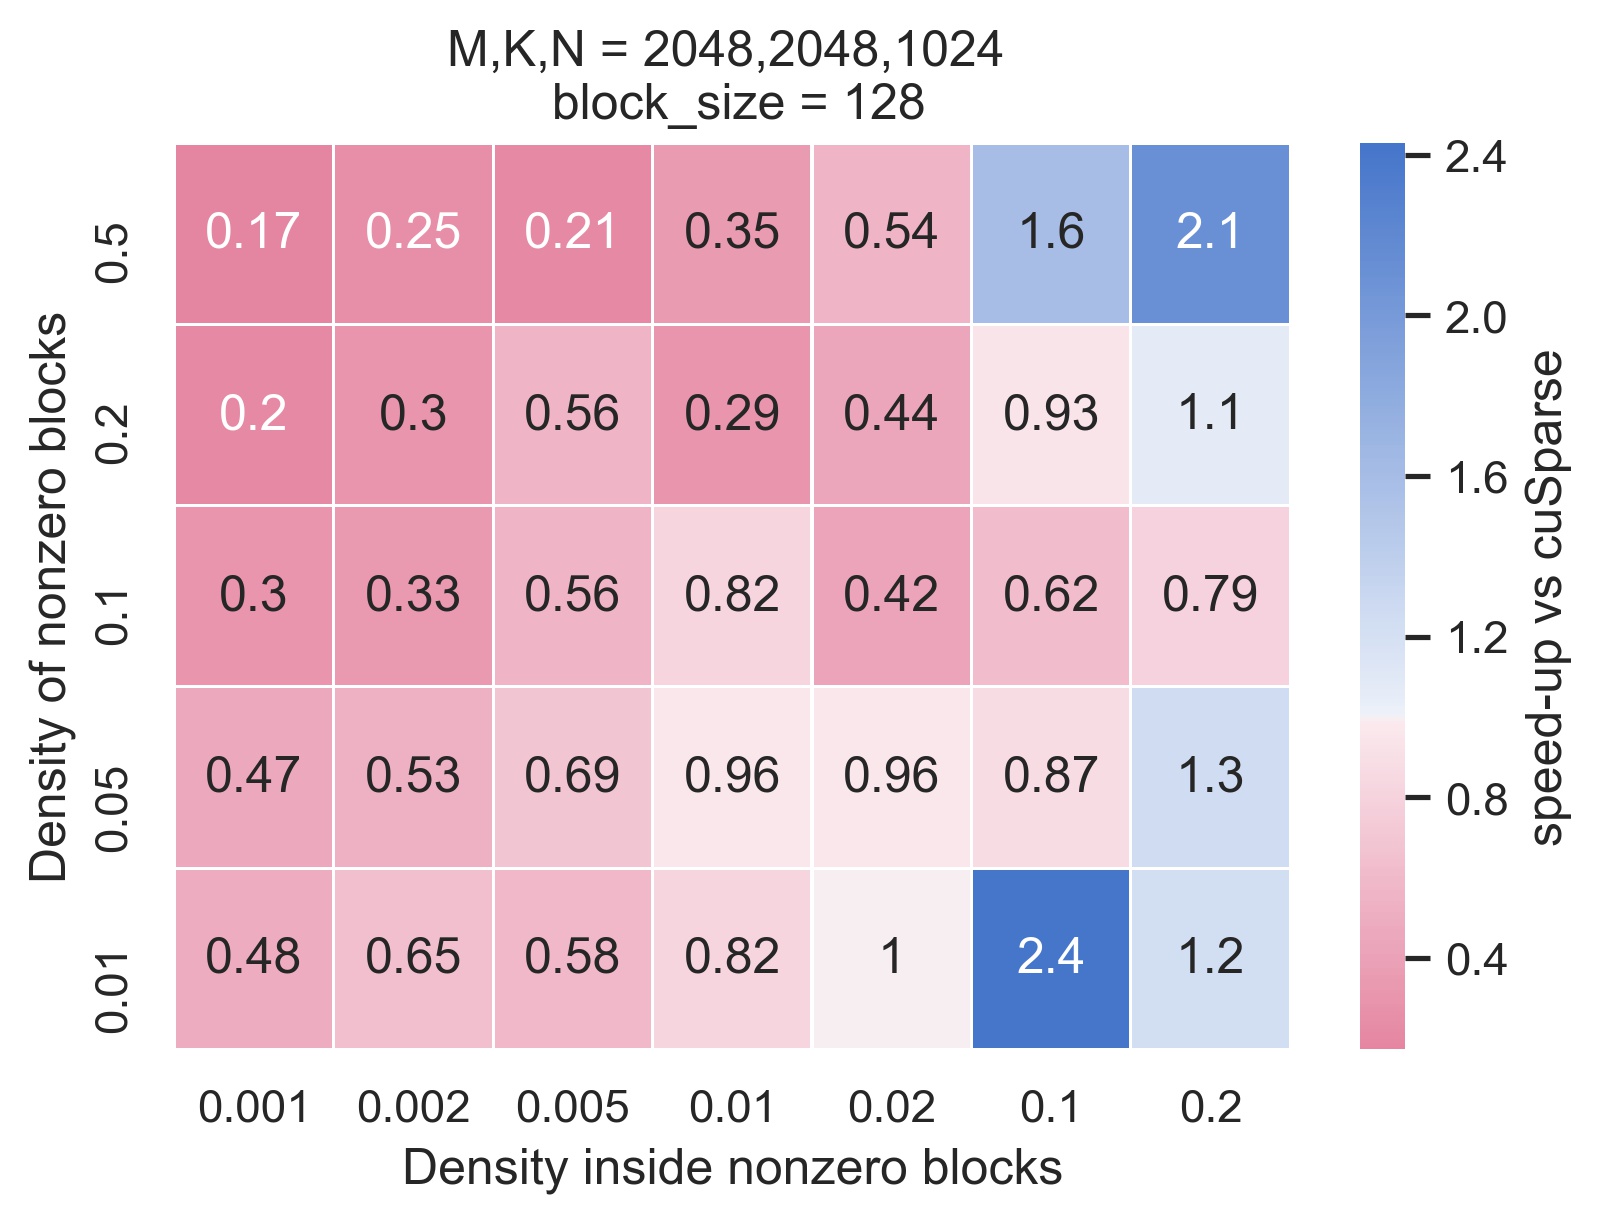 M,K,N = 2048,2048,1024
block_size = 128
Density of nonzero blocks
0.5 0.17 0.25 0.21 0.35 0.54 1.6 2.1
0.2 0.2 0.3 0.56 0.29 0.44 0.93 1.1
0.1 0.3 0.33 0.56 0.82 0.42 0.62 0.79
0.05 0.47 0.53 0.69 0.96 0.96 0.87 1.3
0.01 0.48 0.65 0.58 0.82 1 2.4 1.2
0.001 0.002 0.005 0.01 0.02 0.1 0.2
Density inside nonzero blocks
2.4
2.0
1.6
1.2
0.8
0.4
speed-up vs cuSparse